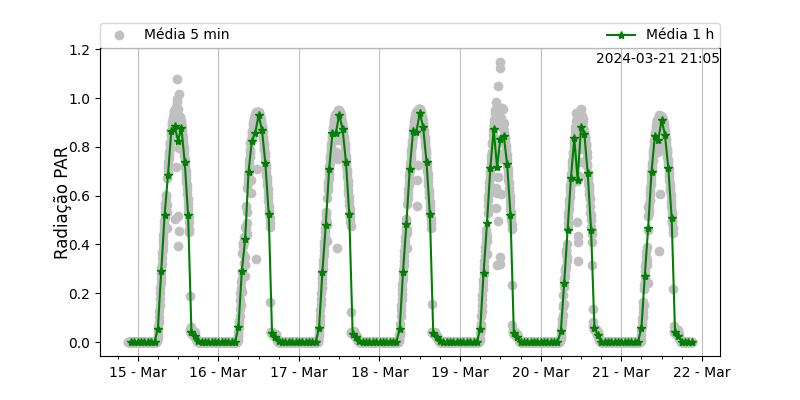 Média 5 min
Média 1 h
2024-03-21 21:05
Radiação PAR
1.2
1.0
0.8
0.6
0.4
0.2
0.0
15 - Mar
16 - Mar
17 - Mar
18 - Mar
19 - Mar
20 - Mar
21 - Mar
22 - Mar